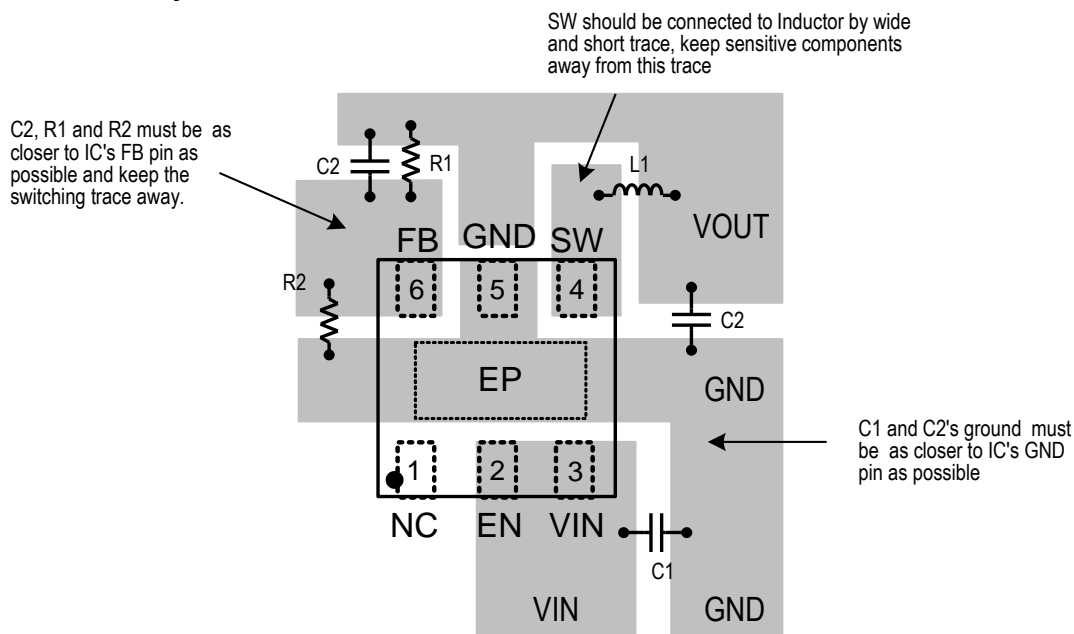 SW should be connected to Inductor by wide
and short trace, keep sensitive components
away from this trace
C2, R1 and R2 must be as
closer to IC's FB pin as
possible and keep the
switching trace away.
C2
R1
L1
VOUT
FB
GND
SW
R2
6
5
4
C2
EP
GND
C1 and C2's ground must
be as closer to IC's GND
pin as possible
1
2
3
NC
EN
VIN
C1
VIN
GND